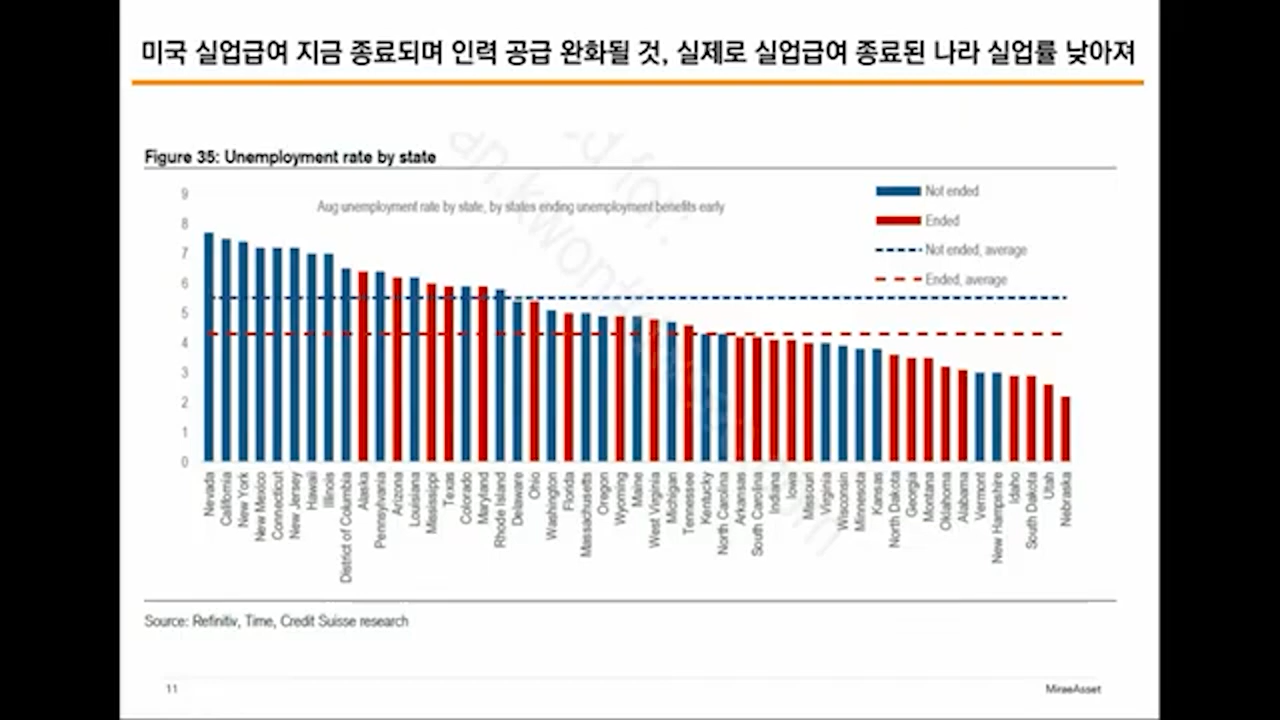 미국 실업급여 지금 종료되며 인력 공급 완화될 것, 실제로 실업급여 종료된 나라 실업률 낮아져
Figure 35: Unemployment rate by state
Aug unemployment rate by state, by states ending unemployment benefits early
Not ended
Ended
Not ended, average
Ended, average
9
8
7
6
5
4
3
2
1
0
Nevada
California
New York
New Mexico
Connecticut
New Jersey
Hawaii
Illinois
District of Columbia
Alaska
Pennsylvania
Arizona
Louisiana
Mississippi
Texas
Colorado
Maryland
Rhode Island
Delaware
Ohio
Washington
Florida
Massachusetts
Oregon
Wyoming
Maine
West Virginia
Michigan
Tennessee
Kentucky
North Carolina
Arkansas
South Carolina
Indiana
Iowa
Missouri
Virginia
Wisconsin
Minnesota
Kansas
North Dakota
Georgia
Montana
Oklahoma
Alabama
Vermont
New Hampshire
Idaho
South Dakota
Utah
Nebraska
Source: Refinitiv, Time, Credit Suisse research
11
MiraeAsset